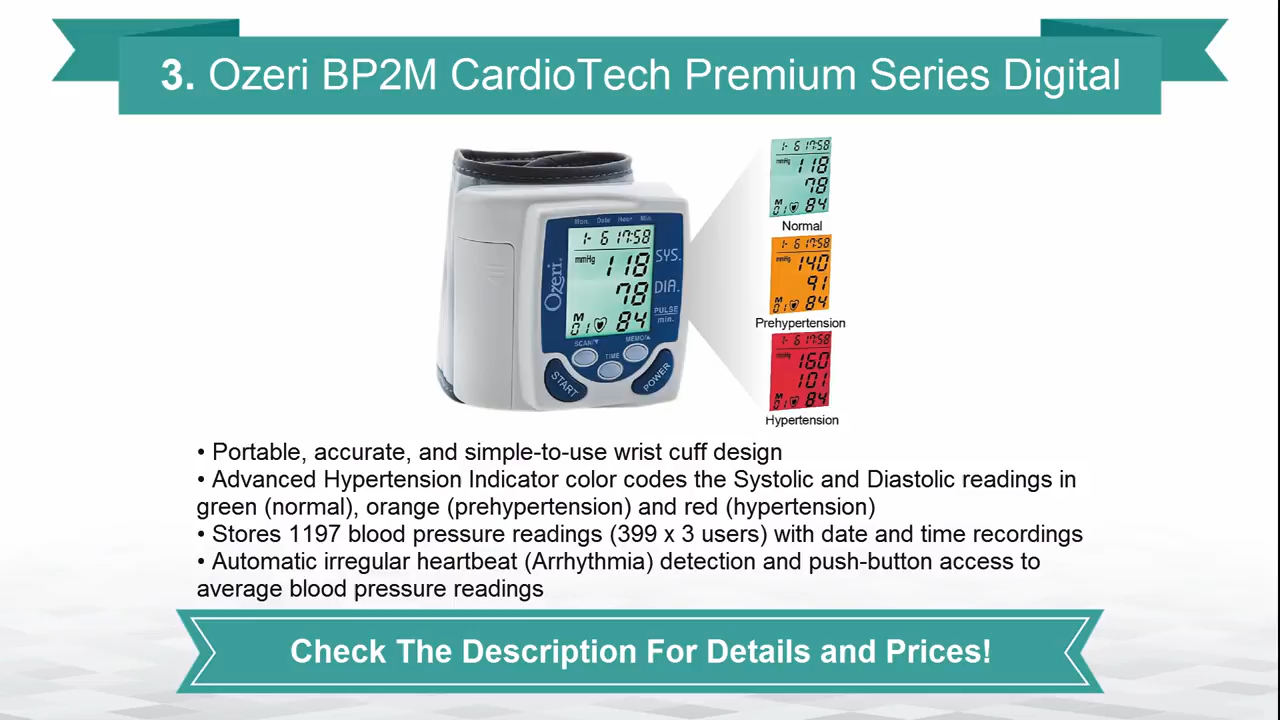 3. Ozeri BP2M CardioTech Premium Series Digital
Mon. Date Hour Min.
1- 6 17:58
mmHg 118 SYS.
78 DIA.
M 01 84 PULSE/min.
Ozeri
SCAN/▼ TIME MEMO/▲
START POWER
1- 6 17:58
mmHg 118
78
M 01 84
Normal
1- 6 17:58
mmHg 140
91
M 01 84
Prehypertension
1- 6 17:58
mmHg 160
101
M 01 84
Hypertension
• Portable, accurate, and simple-to-use wrist cuff design
• Advanced Hypertension Indicator color codes the Systolic and Diastolic readings in
green (normal), orange (prehypertension) and red (hypertension)
• Stores 1197 blood pressure readings (399 x 3 users) with date and time recordings
• Automatic irregular heartbeat (Arrhythmia) detection and push-button access to
average blood pressure readings
Check The Description For Details and Prices!